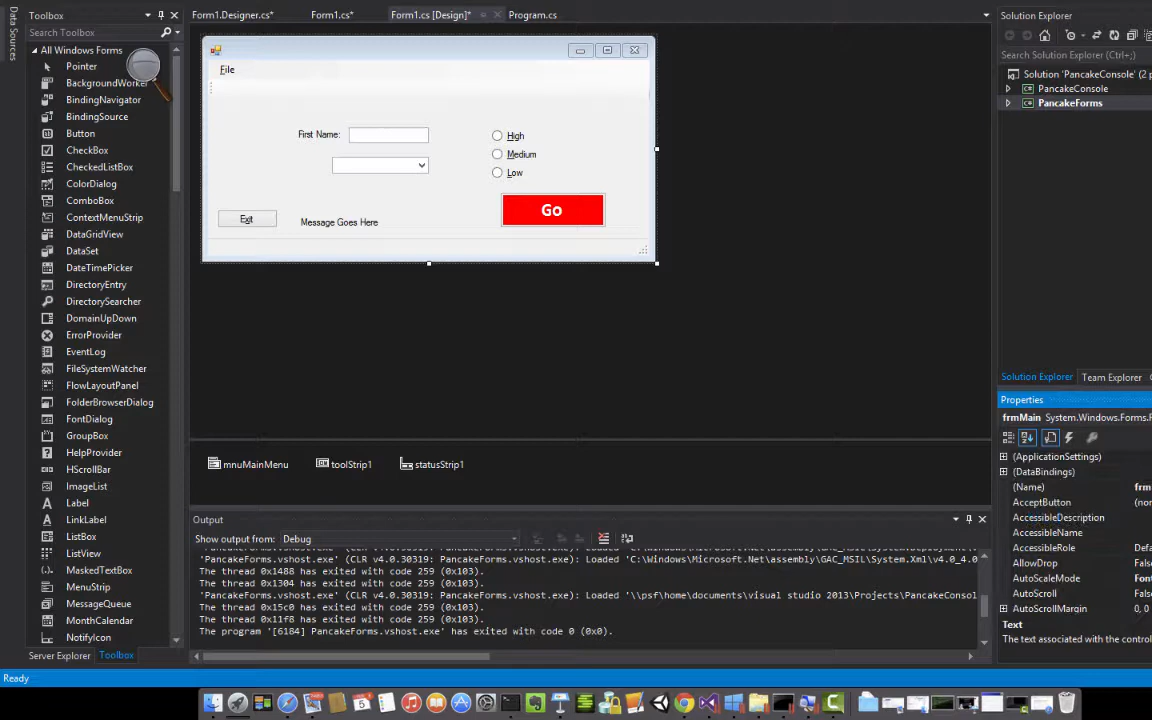 Data Sources
Toolbox
Search Toolbox
All Windows Forms
Pointer
BackgroundWorker
BindingNavigator
BindingSource
Button
CheckBox
CheckedListBox
ColorDialog
ComboBox
ContextMenuStrip
DataGridView
DataSet
DateTimePicker
DirectoryEntry
DirectorySearcher
DomainUpDown
ErrorProvider
EventLog
FileSystemWatcher
FlowLayoutPanel
FolderBrowserDialog
FontDialog
GroupBox
HelpProvider
HScrollBar
ImageList
Label
LinkLabel
ListBox
ListView
MaskedTextBox
MenuStrip
MessageQueue
MonthCalendar
NotifyIcon
Server Explorer Toolbox
Form1.Designer.cs* Form1.cs* Form1.cs [Design]* Program.cs
File
First Name:
High
Medium
Low
Go
Exit
Message Goes Here
mnuMainMenu toolStrip1 statusStrip1
Output
Show output from: Debug
'PancakeForms.vshost.exe' (CLR v4.0.30319: PancakeForms.vshost.exe): Loaded
The thread 0x1488 has exited with code 259 (0x103).
The thread 0x1304 has exited with code 259 (0x103).
'PancakeForms.vshost.exe' (CLR v4.0.30319: PancakeForms.vshost.exe): Loaded '\\psf\home\documents\visual studio 2013\Projects\PancakeConsol
The thread 0x15c0 has exited with code 259 (0x103).
The thread 0x11f8 has exited with code 259 (0x103).
The program '[6184] PancakeForms.vshost.exe' has exited with code 0 (0x0).
Solution Explorer
Search Solution Explorer (Ctrl+;)
Solution 'PancakeConsole' (2 p
PancakeConsole
PancakeForms
Solution Explorer Team Explorer
Properties
frmMain System.Windows.Forms.F
(ApplicationSettings)
(DataBindings)
(Name) frm
AcceptButton (non
AccessibleDescription
AccessibleName
AccessibleRole Defa
AllowDrop False
AutoScaleMode Font
AutoScroll False
AutoScrollMargin 0, 0
Text
The text associated with the control
Ready